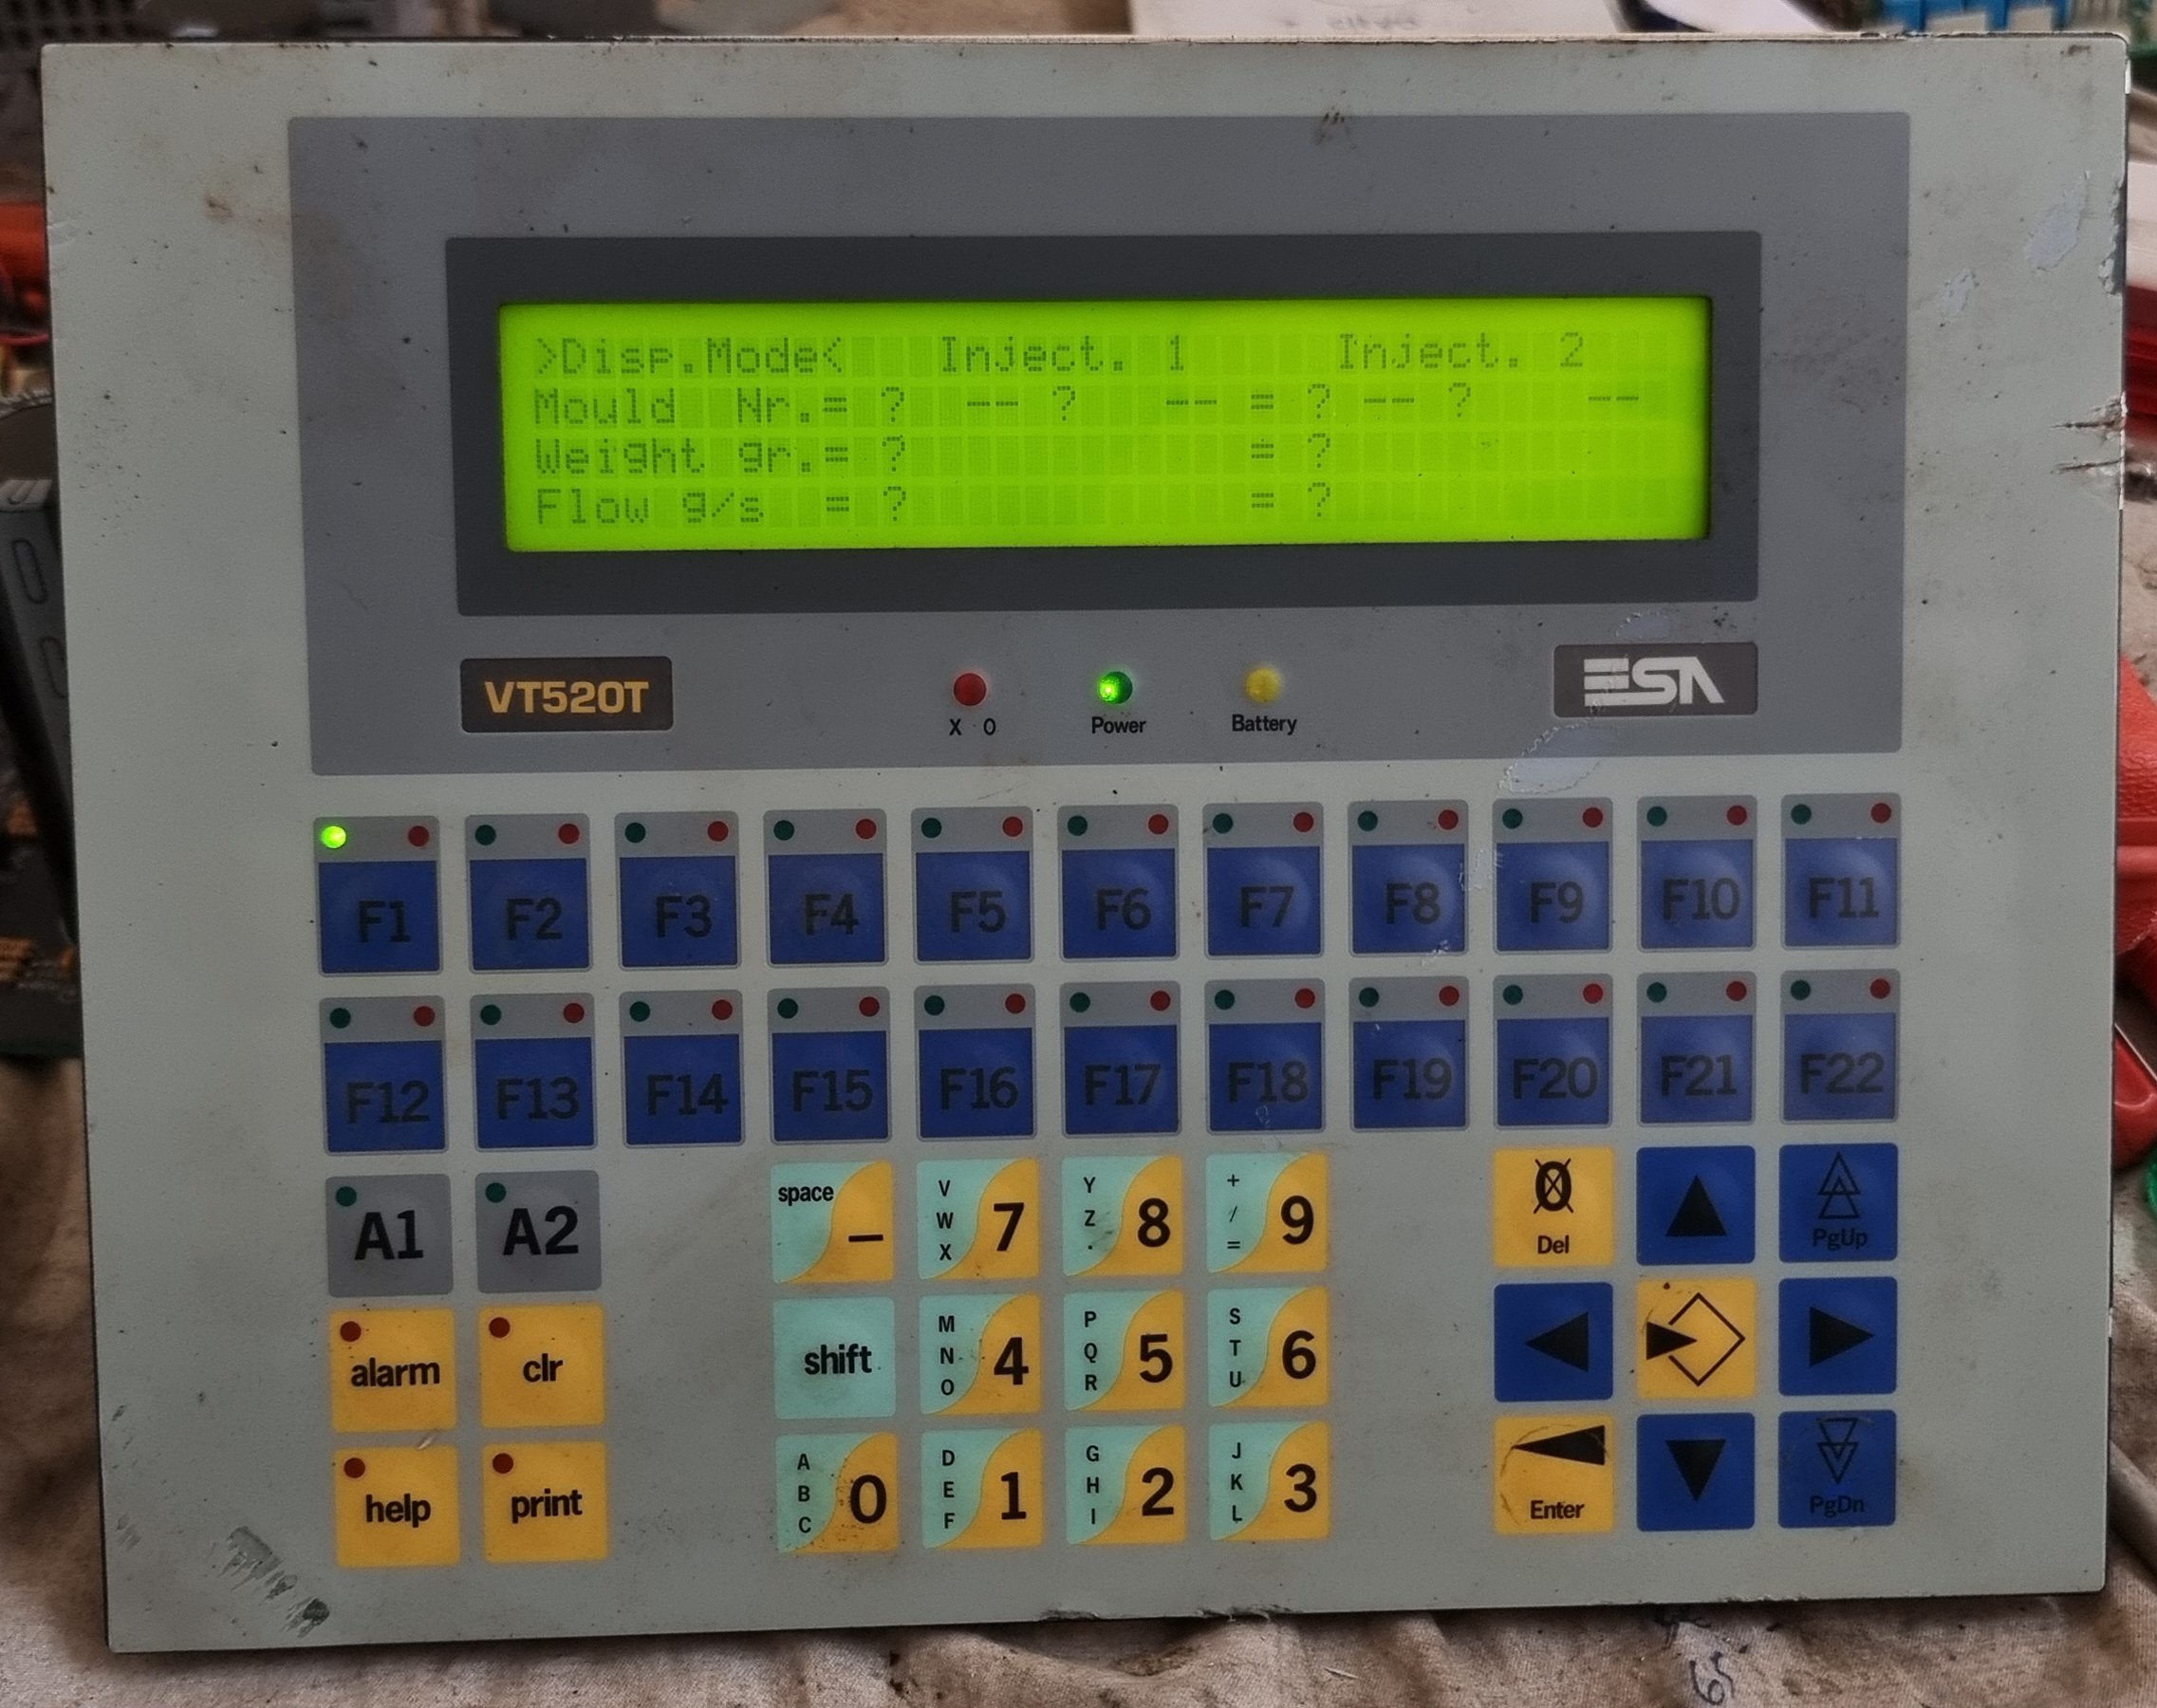 >Disp.Mode<   Inject. 1   Inject. 2
Mould Nr.= ? -- ? -- = ? -- ? --
Weight gr.= ? = ?
Flow g/s = ? = ?
VT520T
X O
Power
Battery
ESA
F1 F2 F3 F4 F5 F6 F7 F8 F9 F10 F11
F12 F13 F14 F15 F16 F17 F18 F19 F20 F21 F22
A1 A2
space –
V W X 7
Y Z . 8
+ / = 9
0 Del
PgUp
alarm clr
shift
M N O 4
P Q R 5
S T U 6
help print
A B C 0
D E F 1
G H I 2
J K L 3
Enter
PgDn